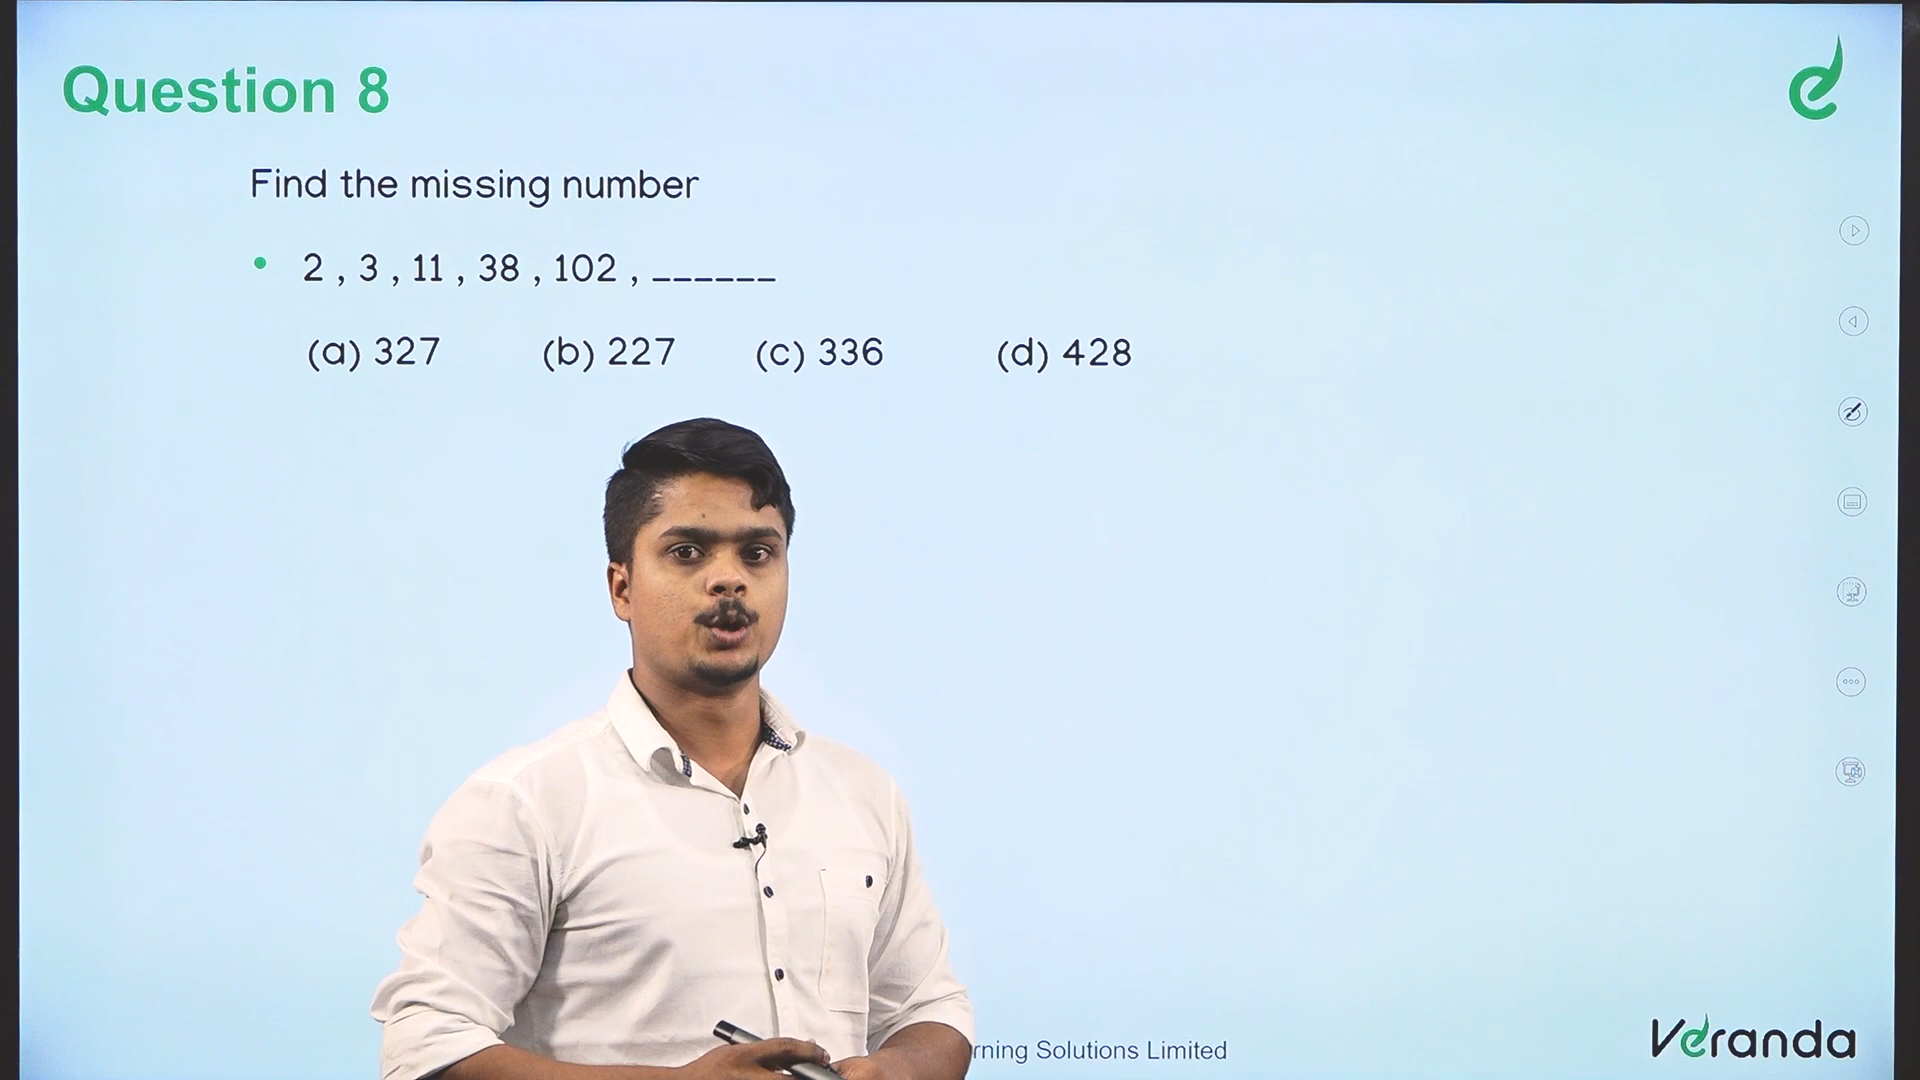 Question 8
Find the missing number
• 2 , 3 , 11 , 38 , 102 , ______
(a) 327 (b) 227 (c) 336 (d) 428
rning Solutions Limited
Veranda